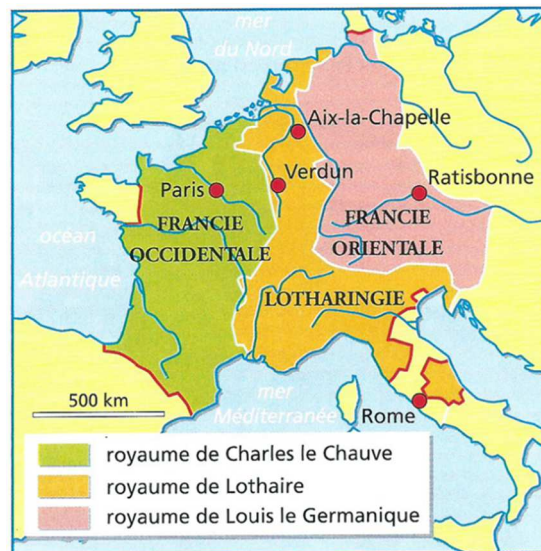 mer
du Nord
Aix-la-Chapelle
Verdun
Paris
Ratisbonne
FRANCIE
OCCIDENTALE
FRANCIE
ORIENTALE
océan
Atlantique
LOTHARINGIE
500 km
mer
Méditerranée
Rome
royaume de Charles le Chauve
royaume de Lothaire
royaume de Louis le Germanique